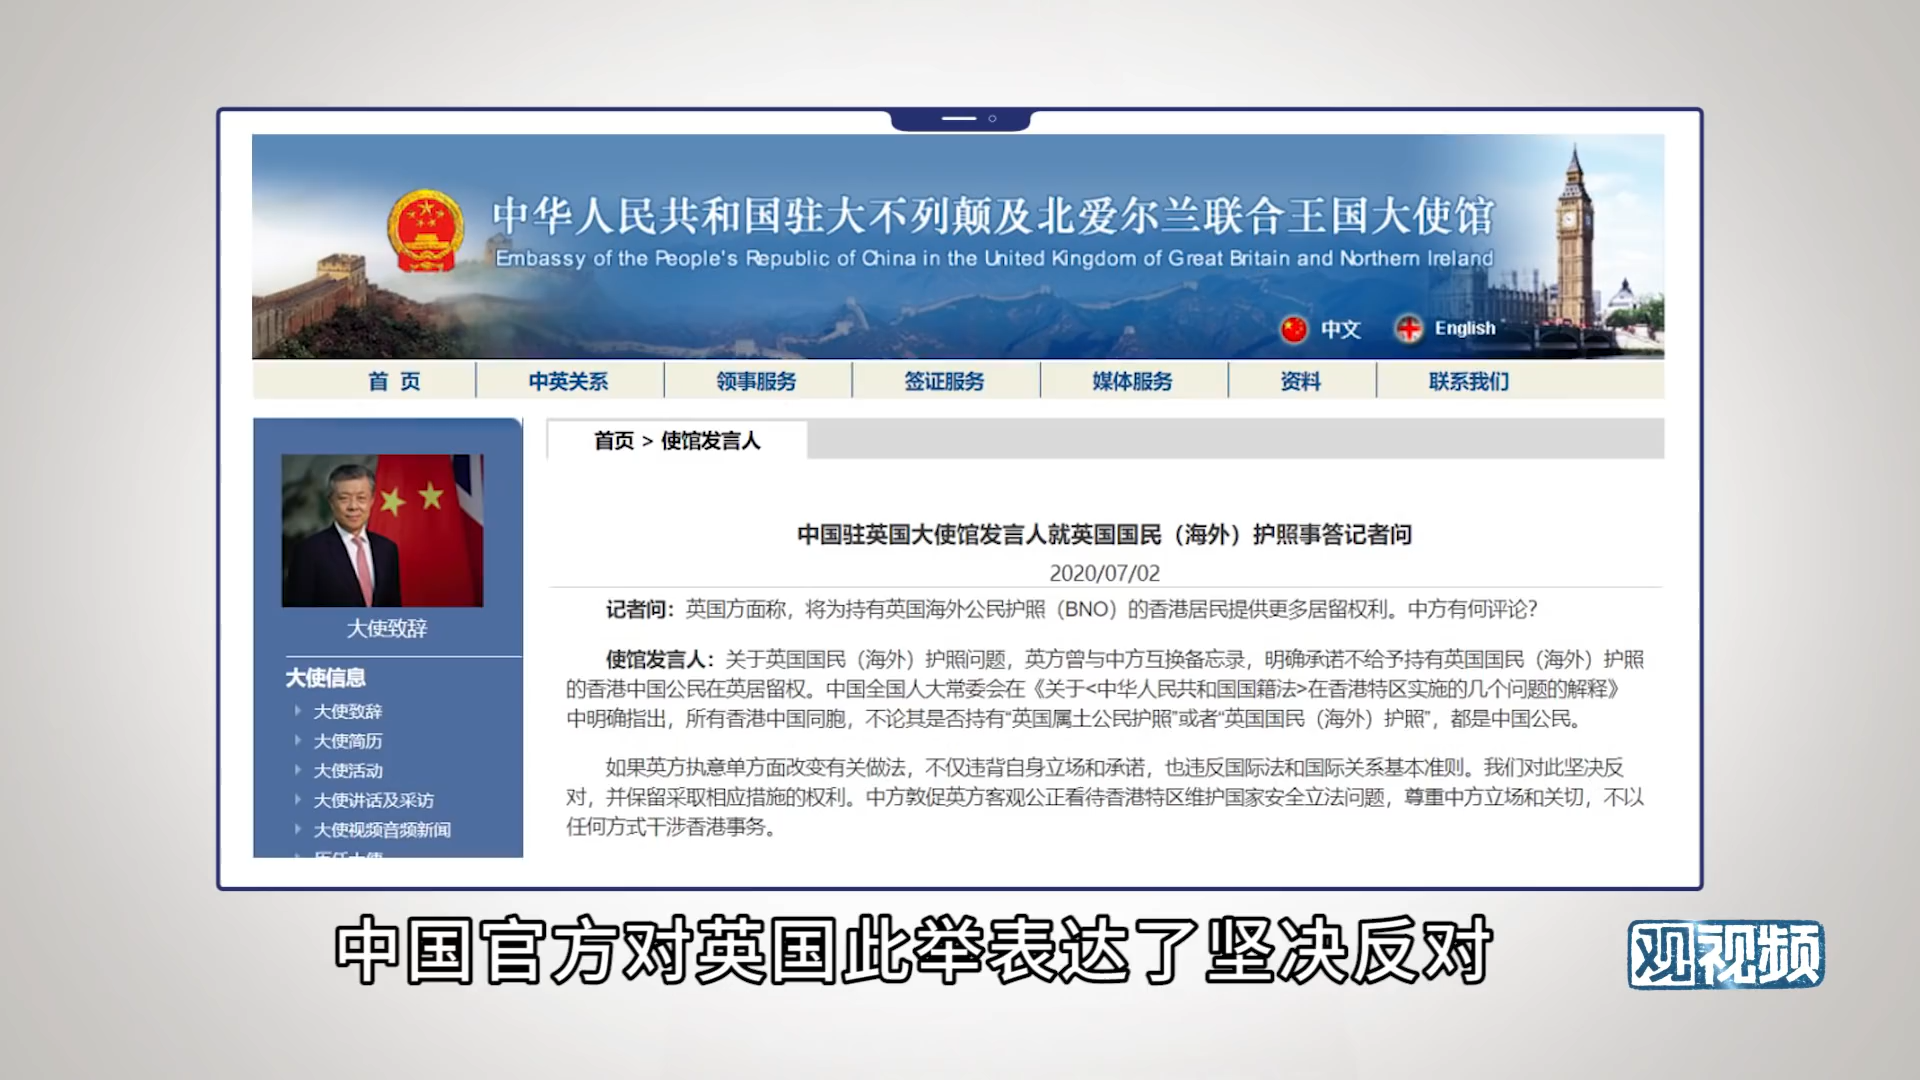 中华人民共和国驻大不列颠及北爱尔兰联合王国大使馆
Embassy of the People's Republic of China in the United Kingdom of Great Britain and Northern Ireland
中文 English
首 页 中英关系 领事服务 签证服务 媒体服务 资料 联系我们
首页 > 使馆发言人
大使致辞
大使信息
大使致辞
大使简历
大使活动
大使讲话及采访
大使视频音频新闻
历任大使
中国驻英国大使馆发言人就英国国民（海外）护照事答记者问
2020/07/02
记者问：英国方面称，将为持有英国海外公民护照（BNO）的香港居民提供更多居留权利。中方有何评论？
使馆发言人：关于英国国民（海外）护照问题，英方曾与中方互换备忘录，明确承诺不给予持有英国国民（海外）护照
的香港中国公民在英居留权。中国全国人大常委会在《关于<中华人民共和国国籍法>在香港特区实施的几个问题的解释》
中明确指出，所有香港中国同胞，不论其是否持有“英国属土公民护照”或者“英国国民（海外）护照”，都是中国公民。
如果英方执意单方面改变有关做法，不仅违背自身立场和承诺，也违反国际法和国际关系基本准则。我们对此坚决反
对，并保留采取相应措施的权利。中方敦促英方客观公正看待香港特区维护国家安全立法问题，尊重中方立场和关切，不以
任何方式干涉香港事务。
中国官方对英国此举表达了坚决反对
观视频